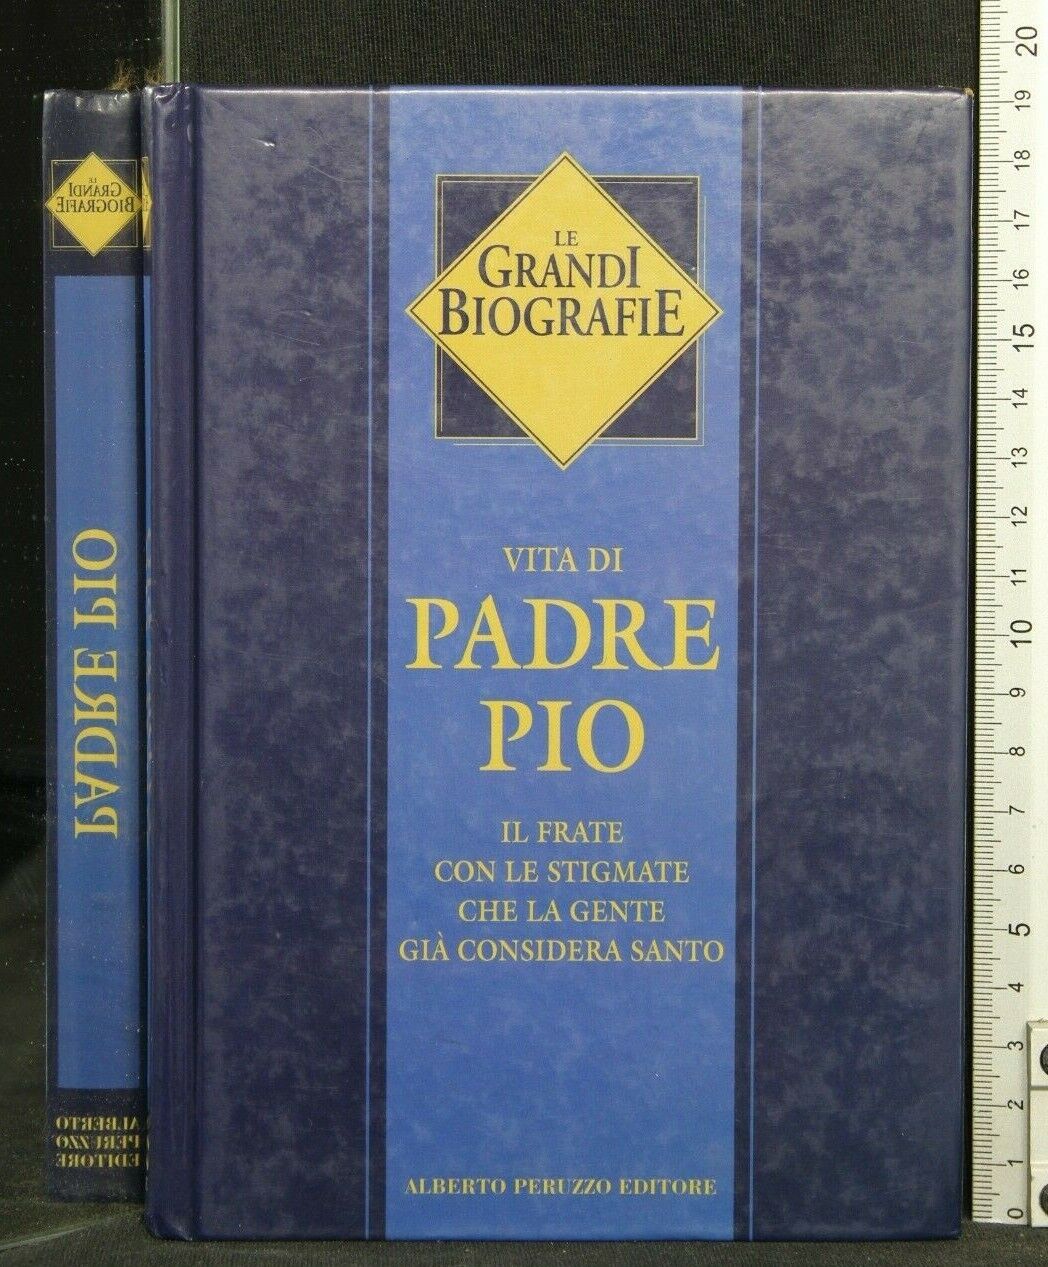 LE
GRANDI
BIOGRAFIE
VITA DI
PADRE
PIO
IL FRATE
CON LE STIGMATE
CHE LA GENTE
GIÀ CONSIDERA SANTO
ALBERTO PERUZZO EDITORE
LE
GRANDI
BIOGRAFIE
PADRE PIO
ALBERTO
PERUZZO
EDITORE
20
19
18
17
16
15
14
13
12
11
10
9
8
7
6
5
4
3
2
1
0